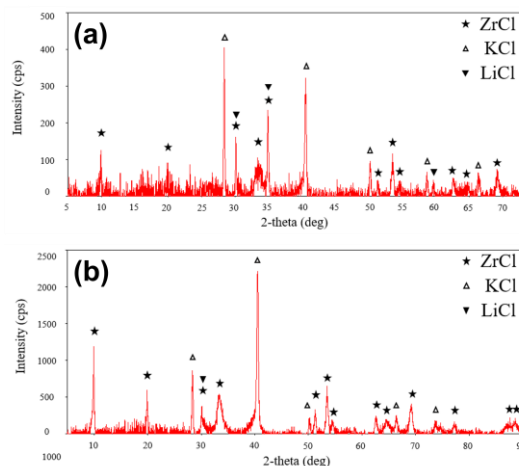 (a)
500
400
300
200
100
0
Intensity (cps)
★ ZrCl
△ KCl
▼ LiCl
5 10 15 20 25 30 35 40 45 50 55 60 65 70
2-theta (deg)
(b)
2500
2000
1500
1000
500
0
Intensity (cps)
★ ZrCl
△ KCl
▼ LiCl
1000
10 20 30 40 50 60 70 80 9
2-theta (deg)